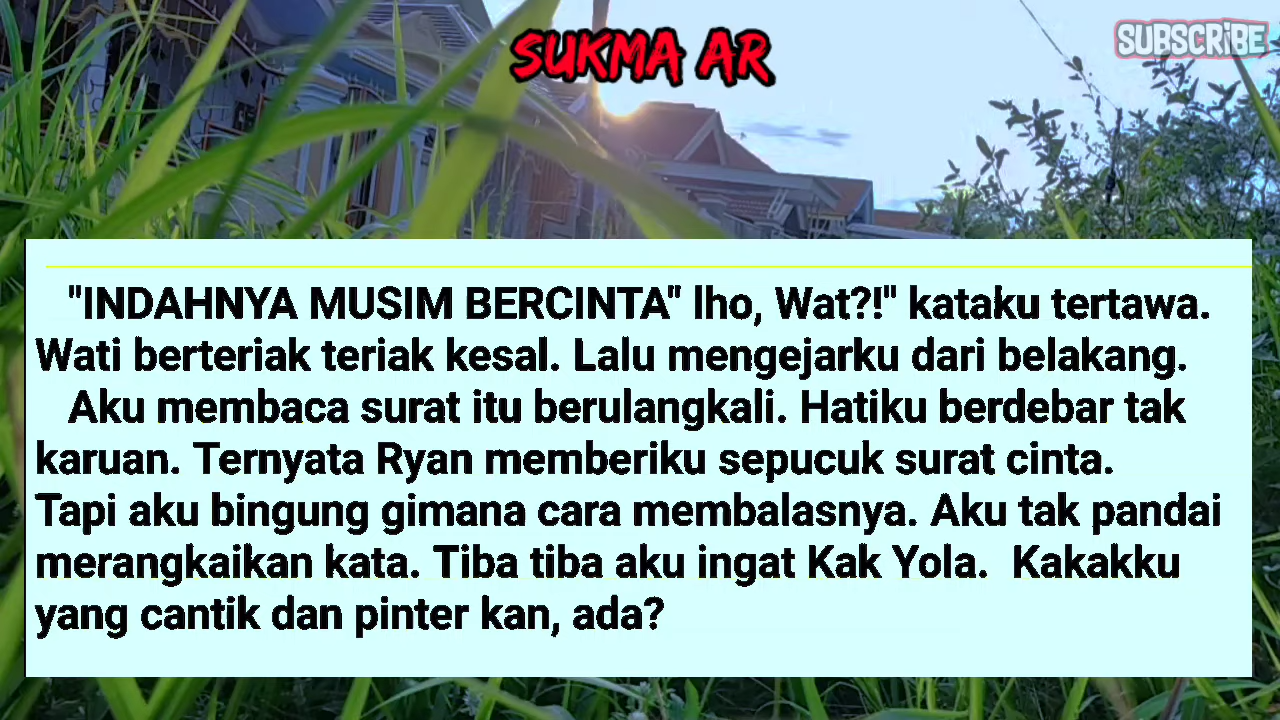 SUKMA AR
SUBSCRIBE
"INDAHNYA MUSIM BERCINTA" lho, Wat?!" kataku tertawa.
Wati berteriak teriak kesal. Lalu mengejarku dari belakang.
Aku membaca surat itu berulangkali. Hatiku berdebar tak
karuan. Ternyata Ryan memberiku sepucuk surat cinta.
Tapi aku bingung gimana cara membalasnya. Aku tak pandai
merangkaikan kata. Tiba tiba aku ingat Kak Yola. Kakakku
yang cantik dan pinter kan, ada?